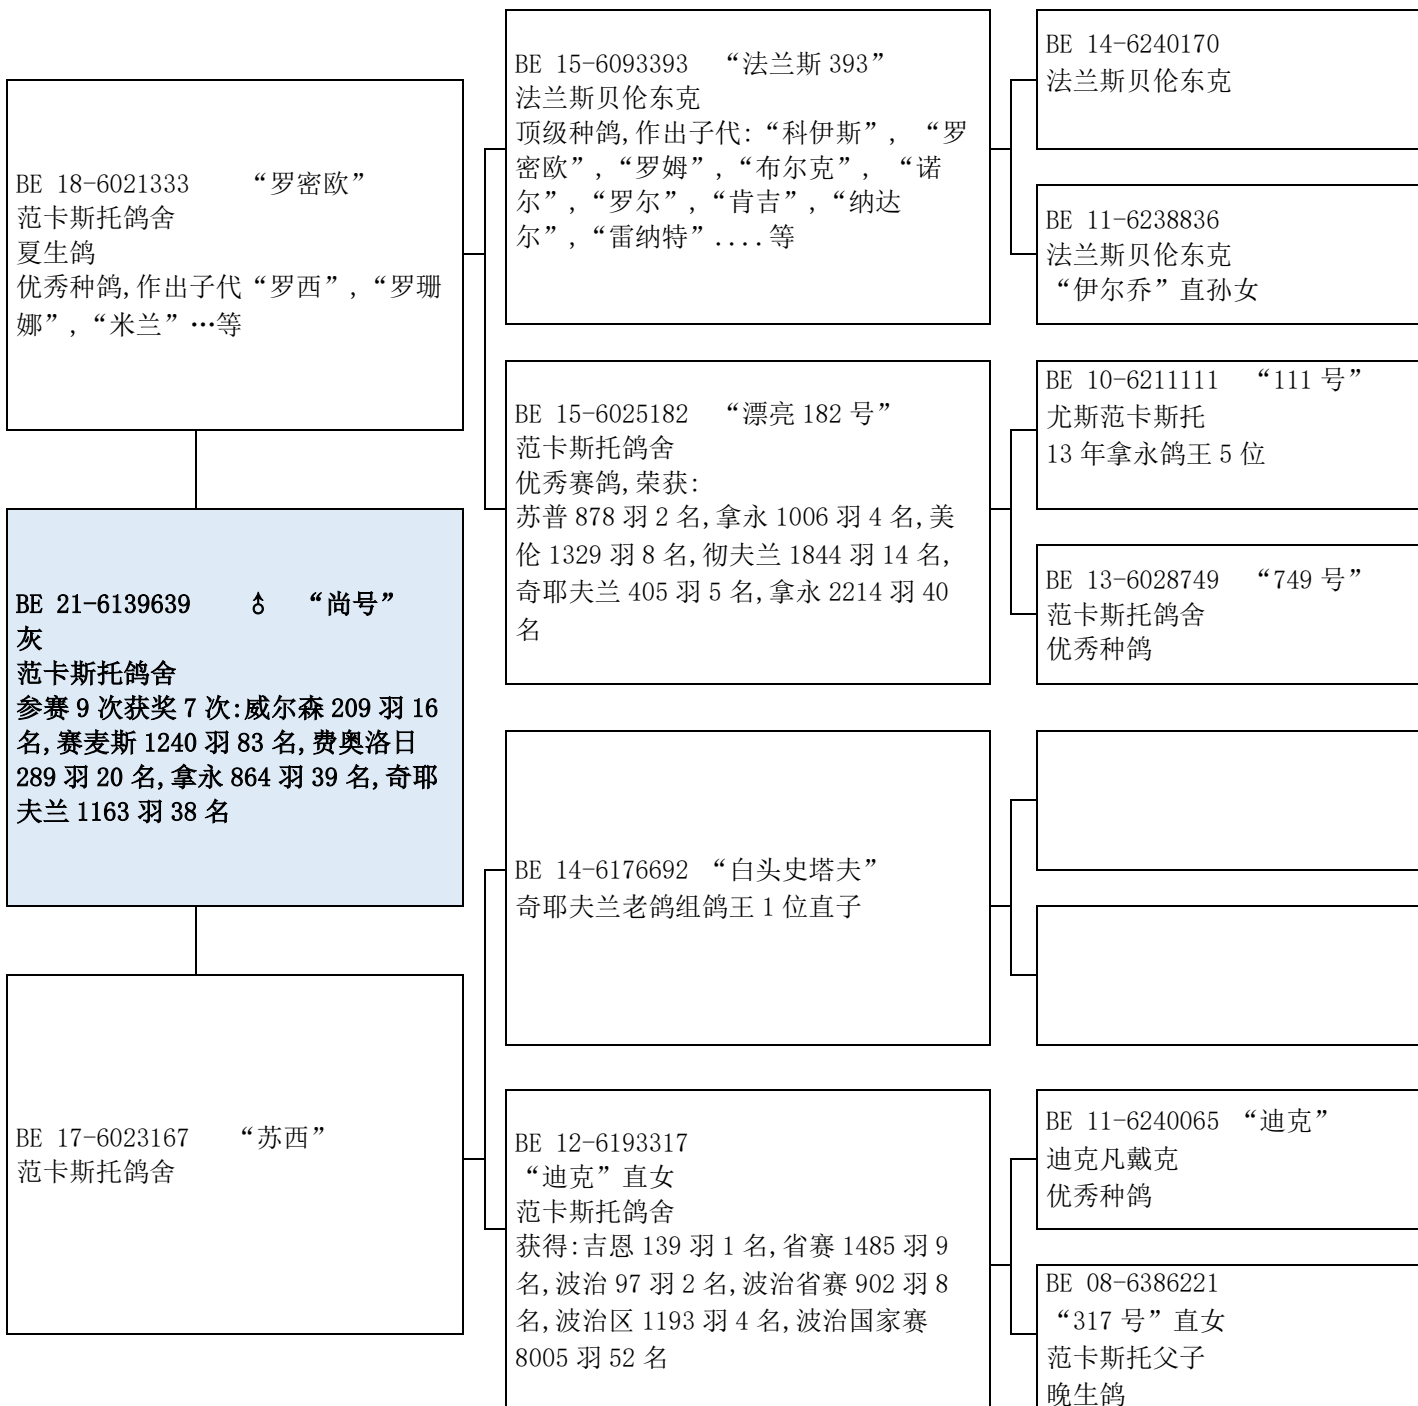 BE 18-6021333 “罗密欧”
范卡斯托鸽舍
夏生鸽
优秀种鸽,作出子代“罗西”,“罗珊
娜”,“米兰”…等
BE 21-6139639 ♁ “尚号”
灰
范卡斯托鸽舍
参赛 9 次获奖 7 次:威尔森 209 羽 16
名,赛麦斯 1240 羽 83 名,费奥洛日
289 羽 20 名,拿永 864 羽 39 名,奇耶
夫兰 1163 羽 38 名
BE 17-6023167 “苏西”
范卡斯托鸽舍
BE 15-6093393 “法兰斯 393”
法兰斯贝伦东克
顶级种鸽,作出子代:“科伊斯”, “罗
密欧”,“罗姆”,“布尔克”, “诺
尔”,“罗尔”,“肯吉”,“纳达
尔”,“雷纳特”....等
BE 15-6025182 “漂亮 182 号”
范卡斯托鸽舍
优秀赛鸽,荣获:
苏普 878 羽 2 名,拿永 1006 羽 4 名,美
伦 1329 羽 8 名,彻夫兰 1844 羽 14 名,
奇耶夫兰 405 羽 5 名,拿永 2214 羽 40
名
BE 14-6176692 “白头史塔夫”
奇耶夫兰老鸽组鸽王 1 位直子
BE 12-6193317
“迪克”直女
范卡斯托鸽舍
获得:吉恩 139 羽 1 名,省赛 1485 羽 9
名,波治 97 羽 2 名,波治省赛 902 羽 8
名,波治区 1193 羽 4 名,波治国家赛
8005 羽 52 名
BE 14-6240170
法兰斯贝伦东克
BE 11-6238836
法兰斯贝伦东克
“伊尔乔”直孙女
BE 10-6211111 “111 号”
尤斯范卡斯托
13 年拿永鸽王 5 位
BE 13-6028749 “749 号”
范卡斯托鸽舍
优秀种鸽
BE 11-6240065 “迪克”
迪克凡戴克
优秀种鸽
BE 08-6386221
“317 号”直女
范卡斯托父子
晚生鸽